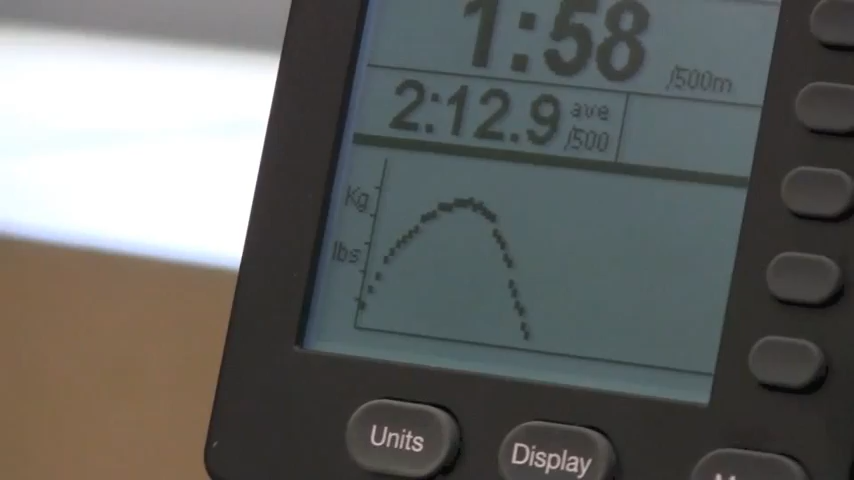 1:58 /500m
2:12.9 ave /500
Kg
lbs
Units Display